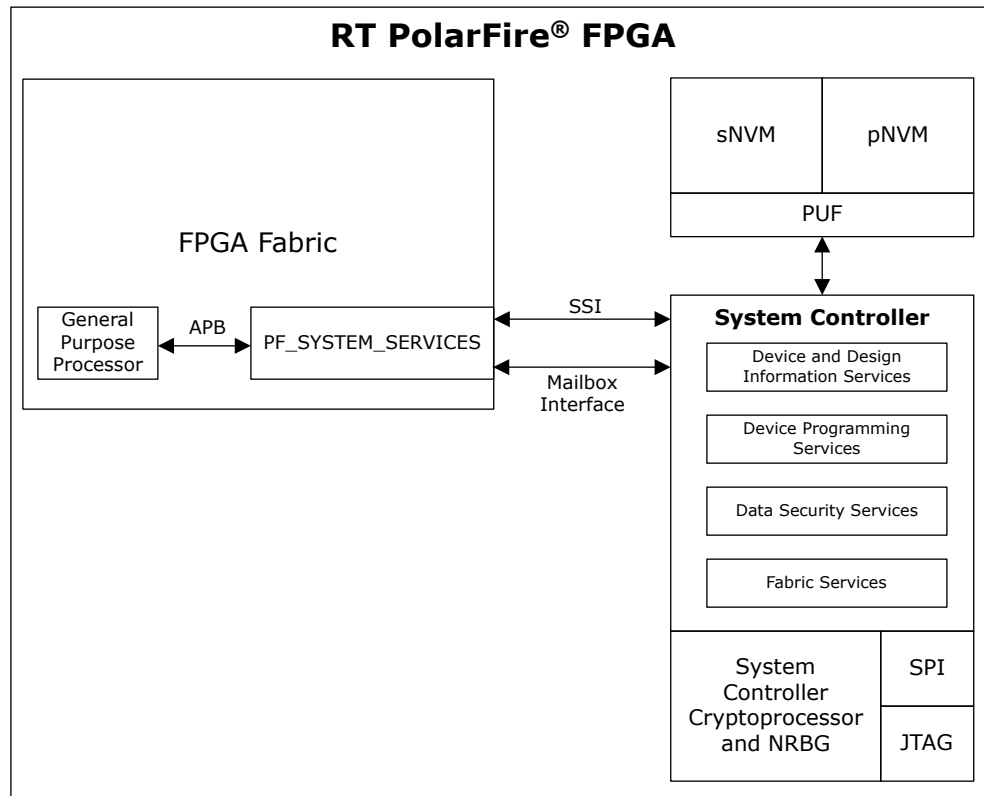 RT PolarFire® FPGA
FPGA Fabric
General
Purpose
Processor
APB
PF_SYSTEM_SERVICES
SSI
Mailbox
Interface
sNVM
pNVM
PUF
System Controller
Device and Design
Information Services
Device Programming
Services
Data Security Services
Fabric Services
System
Controller
Cryptoprocessor
and NRBG
SPI
JTAG